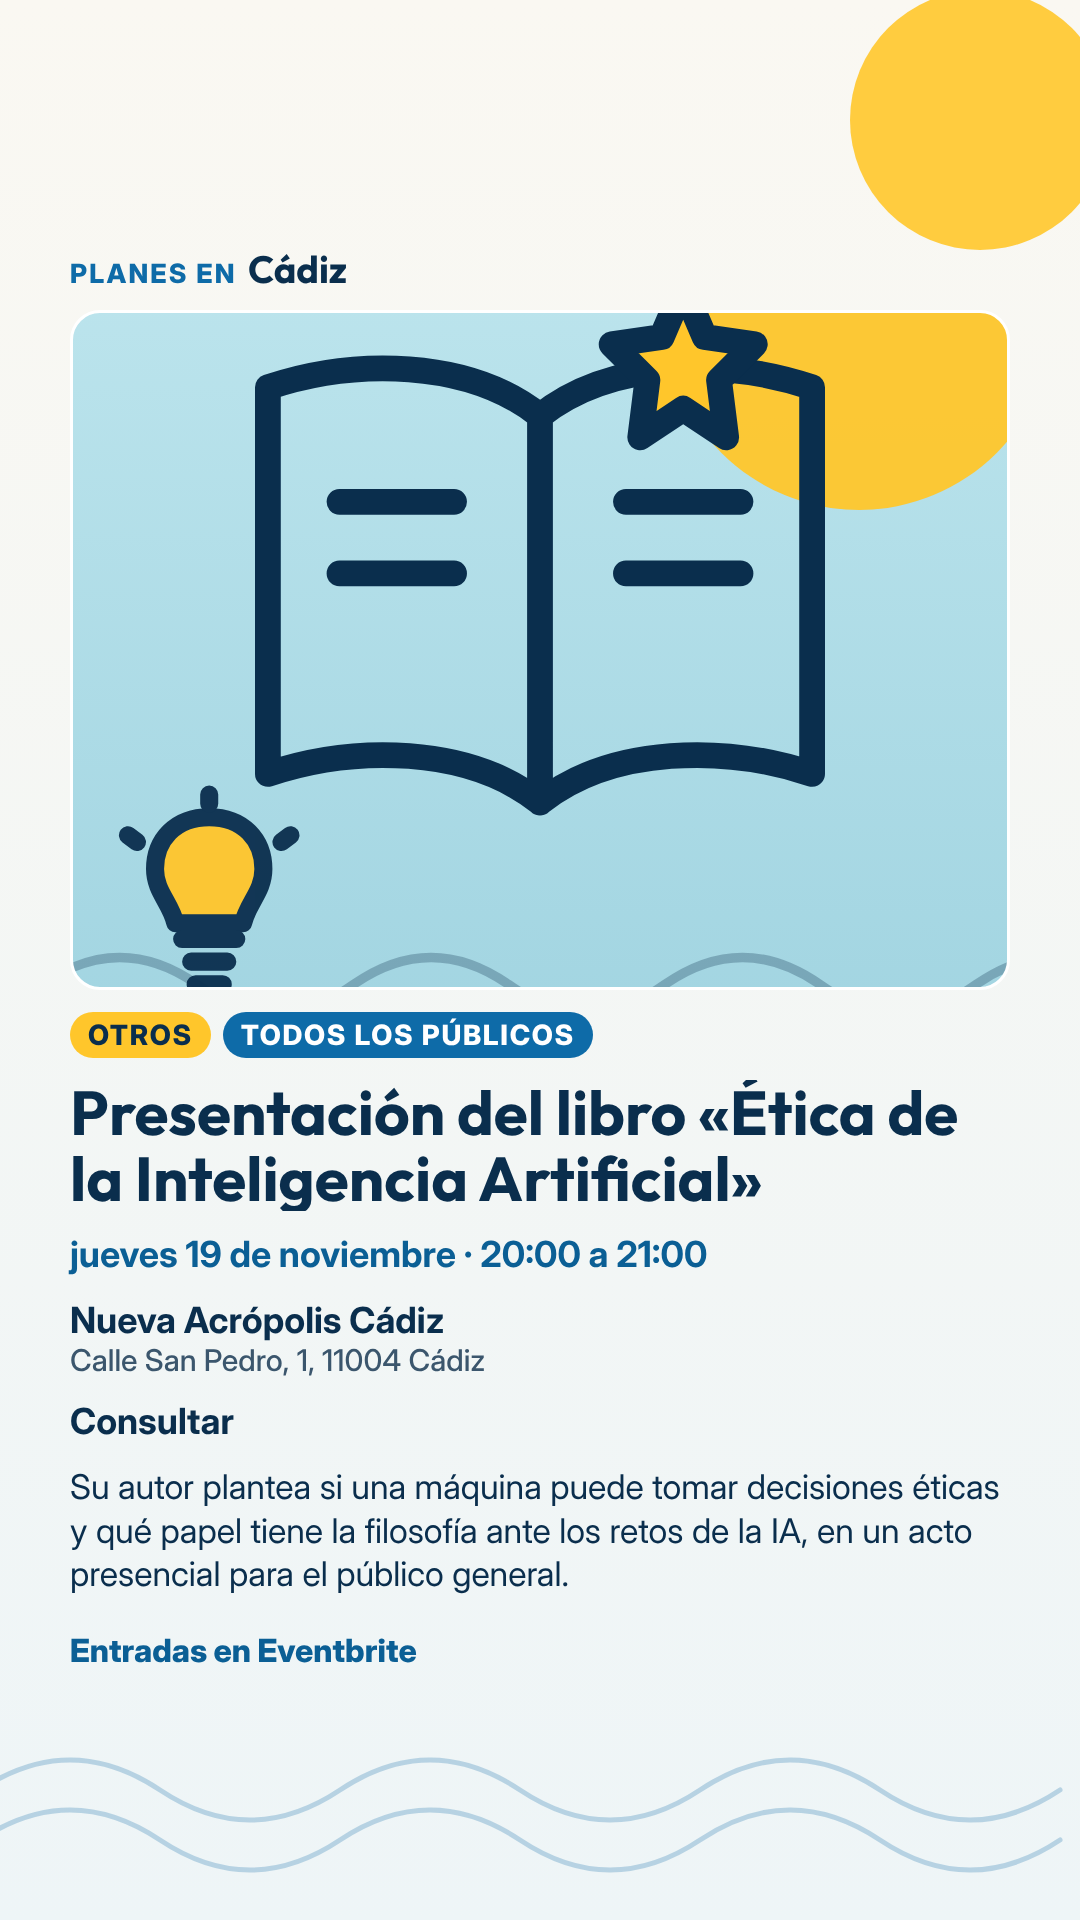 PLANES EN Cádiz
OTROS
TODOS LOS PÚBLICOS
Presentación del libro «Ética de
la Inteligencia Artificial»
jueves 19 de noviembre · 20:00 a 21:00
Nueva Acrópolis Cádiz
Calle San Pedro, 1, 11004 Cádiz
Consultar
Su autor plantea si una máquina puede tomar decisiones éticas
y qué papel tiene la filosofía ante los retos de la IA, en un acto
presencial para el público general.
Entradas en Eventbrite